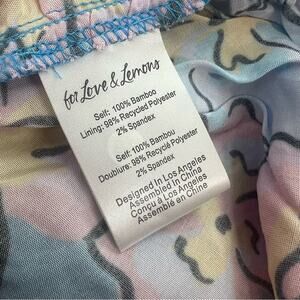 for Love & Lemons
Self: 100% Bamboo
Lining: 98% Recycled Polyester
2% Spandex
Self: 100% Bambou
Doublure: 98% Recyclé Polyester
2% Spandex
Designed In Los Angeles
Assembled in China
Conçu à Los Angeles
Assemblé en Chine